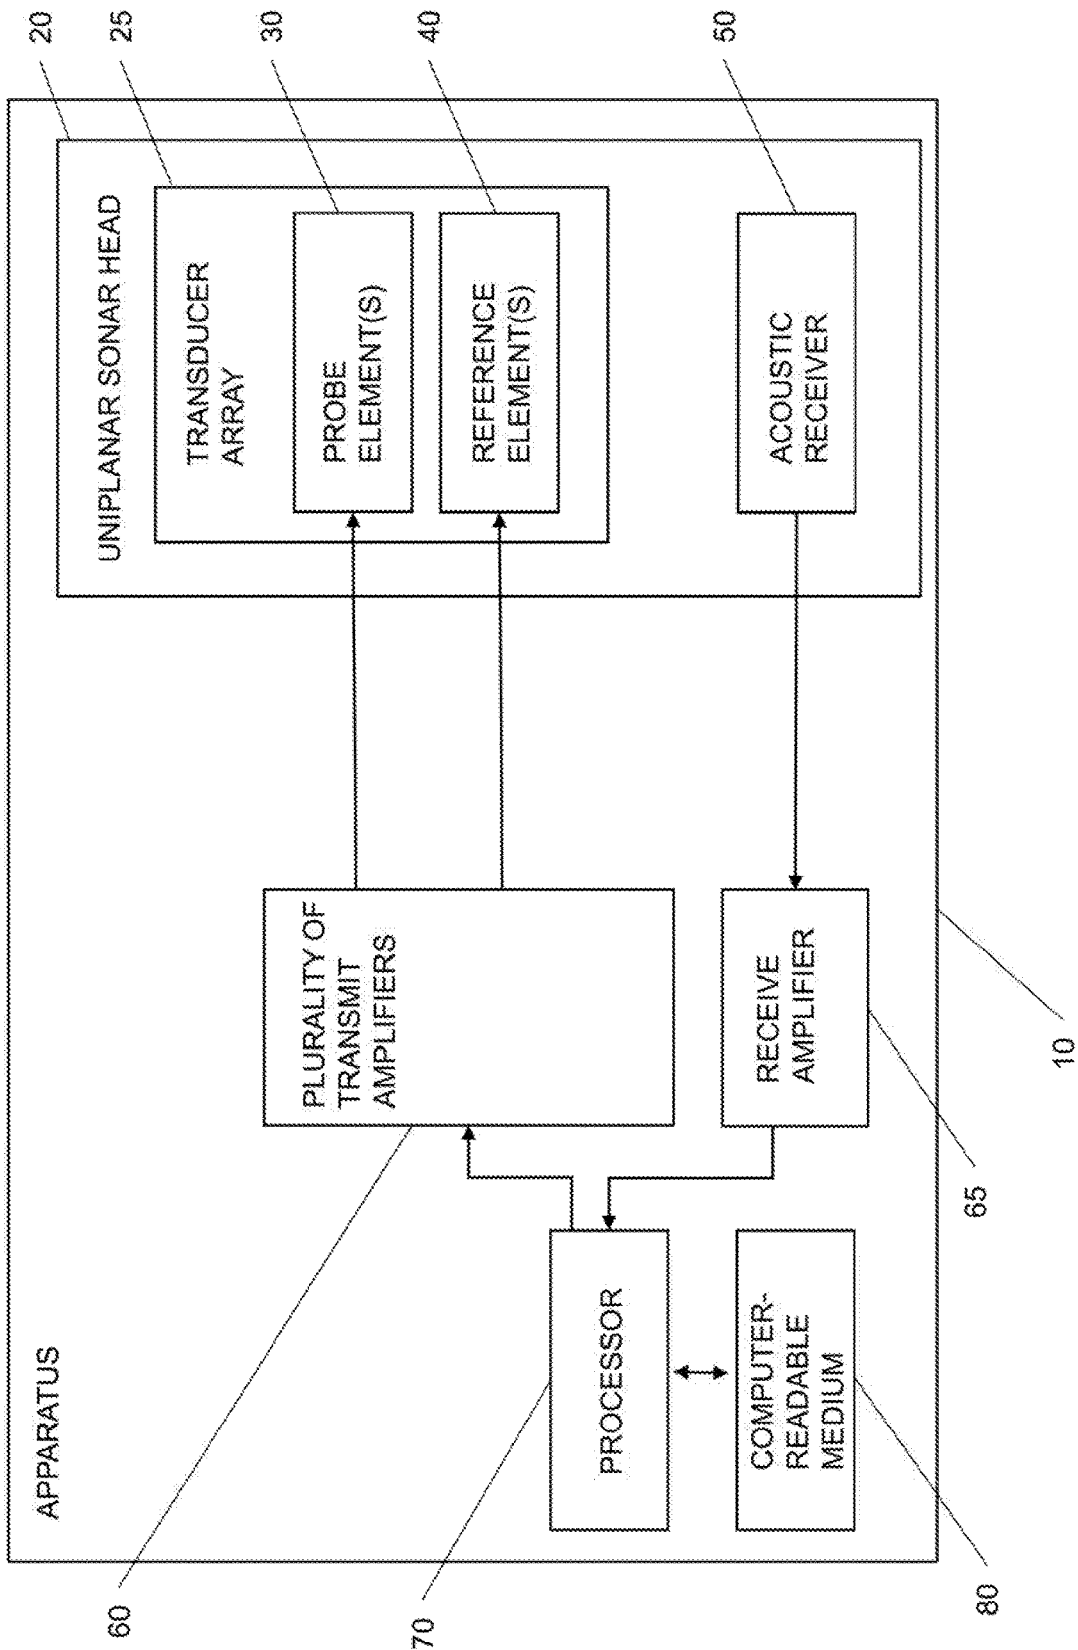 APPARATUS
UNIPLANAR SONAR HEAD
20
TRANSDUCER
ARRAY
25
PROBE
ELEMENT(S)
30
REFERENCE
ELEMENT(S)
40
ACOUSTIC
RECEIVER
50
PLURALITY OF
TRANSMIT
AMPLIFIERS
60
RECEIVE
AMPLIFIER
65
PROCESSOR
70
COMPUTER-
READABLE
MEDIUM
80
10